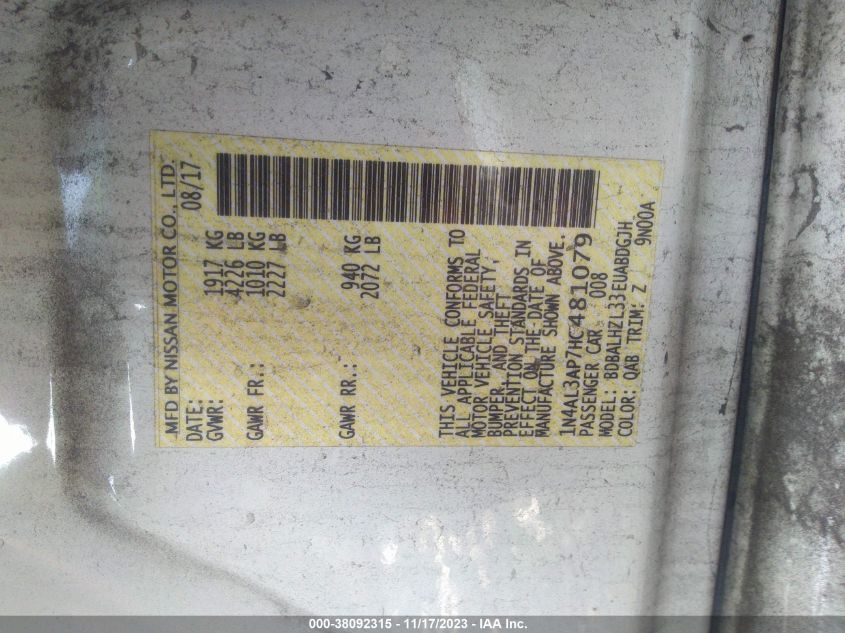 MFD BY NISSAN MOTOR CO., LTD.
DATE: 08/17
GVWR: 1917 KG
4226 LB
GAWR FR.: 1010 KG
2227 LB
GAWR RR.: 940 KG
2072 LB
THIS VEHICLE CONFORMS TO
ALL APPLICABLE FEDERAL
MOTOR VEHICLE SAFETY,
BUMPER, AND THEFT
PREVENTION STANDARDS IN
EFFECT ON THE DATE OF
MANUFACTURE SHOWN ABOVE.
1N4AL3AP7HC481079
PASSENGER CAR 008
MODEL: BDBALHZL33EUABDGJH
COLOR: QAB TRIM: Z 9N00A
000-38092315 - 11/17/2023 - IAA Inc.